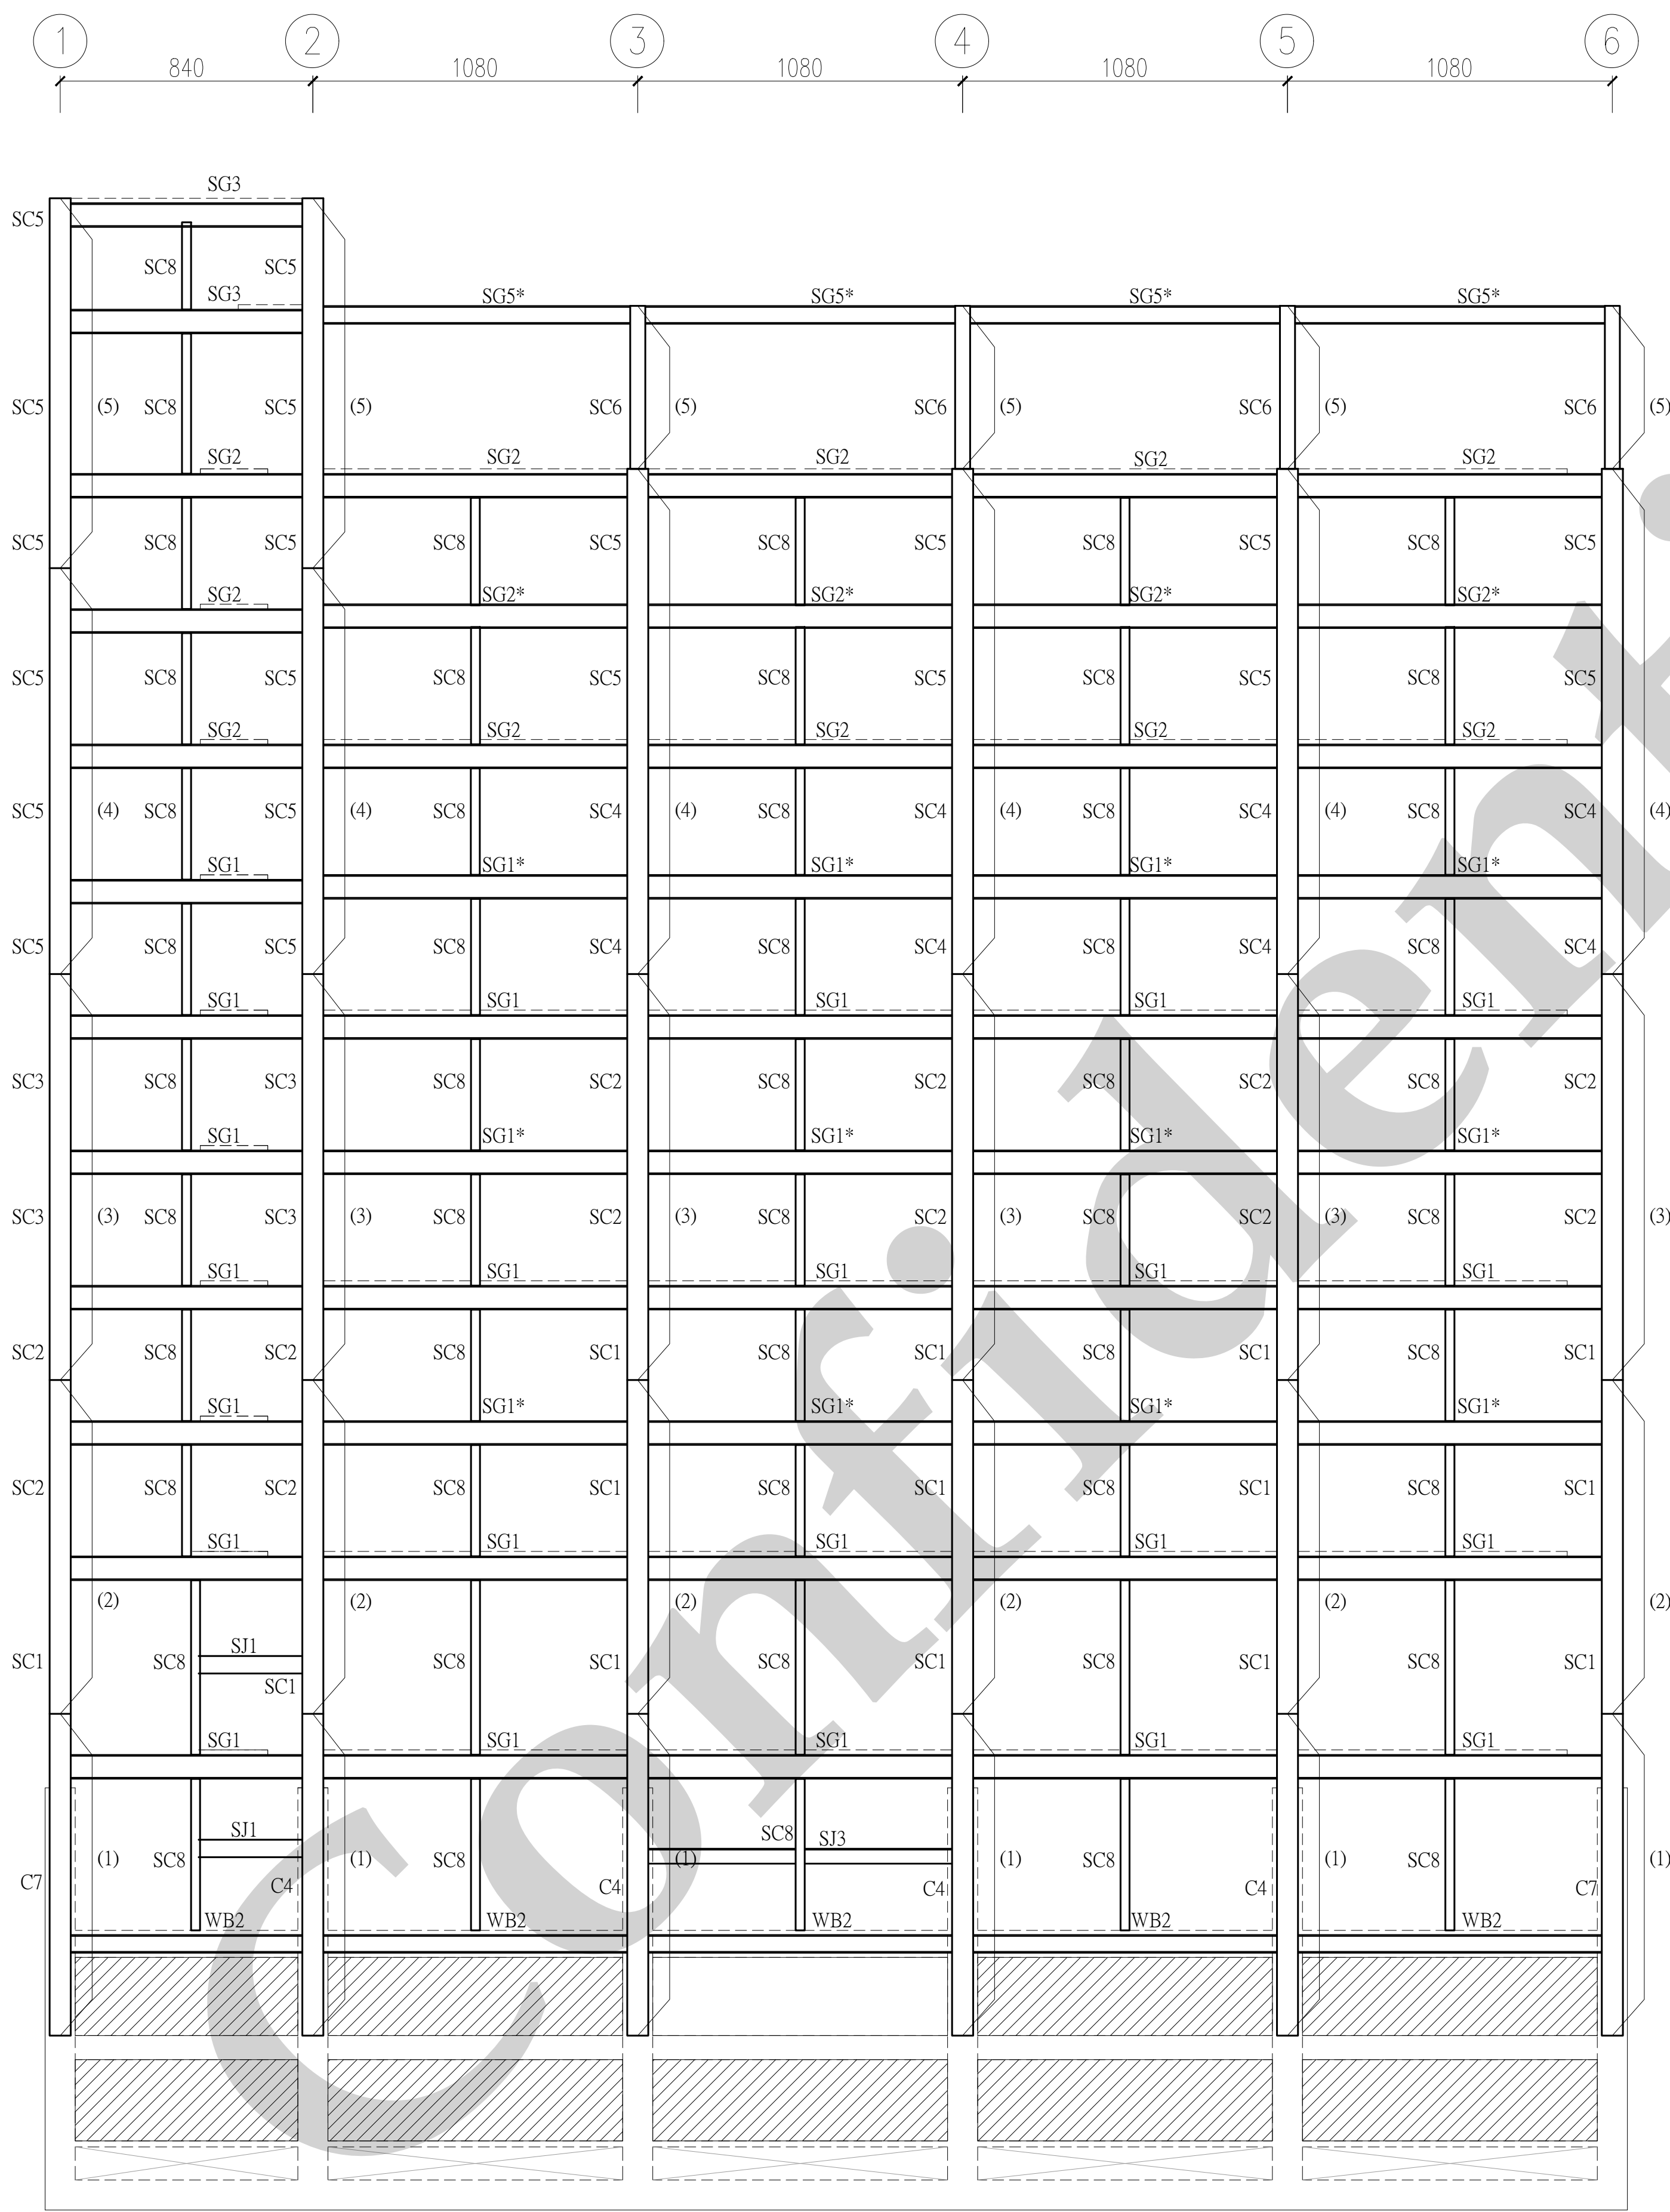 1 2 3 4 5 6
840 1080 1080 1080 1080
SG3
SC5
SC8 SC5
SG3 SG5* SG5* SG5* SG5*
SC5 (5) SC8 SC5 (5) SC6 (5) SC6 (5) SC6 (5) SC6 (5)
SG2 SG2 SG2 SG2 SG2
SC5 SC8 SC5 SC8 SC5 SC8 SC5 SC8 SC5 SC8 SC5
SG2 SG2* SG2* SG2* SG2*
SC5 SC8 SC5 SC8 SC5 SC8 SC5 SC8 SC5 SC8 SC5
SG2 SG2 SG2 SG2 SG2
SC5 (4) SC8 SC5 (4) SC8 SC4 (4) SC8 SC4 (4) SC8 SC4 (4) SC8 SC4 (4)
SG1 SG1* SG1* SG1* SG1*
SC5 SC8 SC5 SC8 SC4 SC8 SC4 SC8 SC4 SC8 SC4
SG1 SG1 SG1 SG1 SG1
SC3 SC8 SC3 SC8 SC2 SC8 SC2 SC8 SC2 SC8 SC2
SG1 SG1* SG1* SG1* SG1*
SC3 (3) SC8 SC3 (3) SC8 SC2 (3) SC8 SC2 (3) SC8 SC2 (3) SC8 SC2 (3)
SG1 SG1 SG1 SG1 SG1
SC2 SC8 SC2 SC8 SC1 SC8 SC1 SC8 SC1 SC8 SC1
SG1 SG1* SG1* SG1* SG1*
SC2 SC8 SC2 SC8 SC1 SC8 SC1 SC8 SC1 SC8 SC1
SG1 SG1 SG1 SG1 SG1
(2) (2) (2) (2) (2) (2)
SJ1
SC1 SC8 SC8 SC1 SC8 SC1 SC8 SC1 SC8 SC1
SC1
SG1 SG1 SG1 SG1 SG1
SJ1 SC8 SJ3
(1) SC8 (1) SC8 (1) (1) SC8 (1) SC8 (1)
C7 C4 C4 C4 C4 C7
WB2 WB2 WB2 WB2 WB2
Confidenti